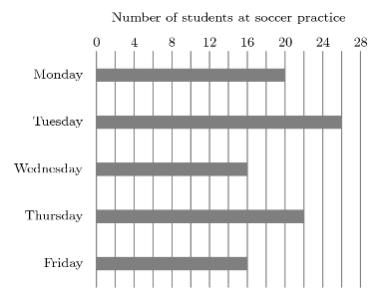 Number of students at soccer practice
0 4 8 12 16 20 24 28
Monday
Tuesday
Wednesday
Thursday
Friday